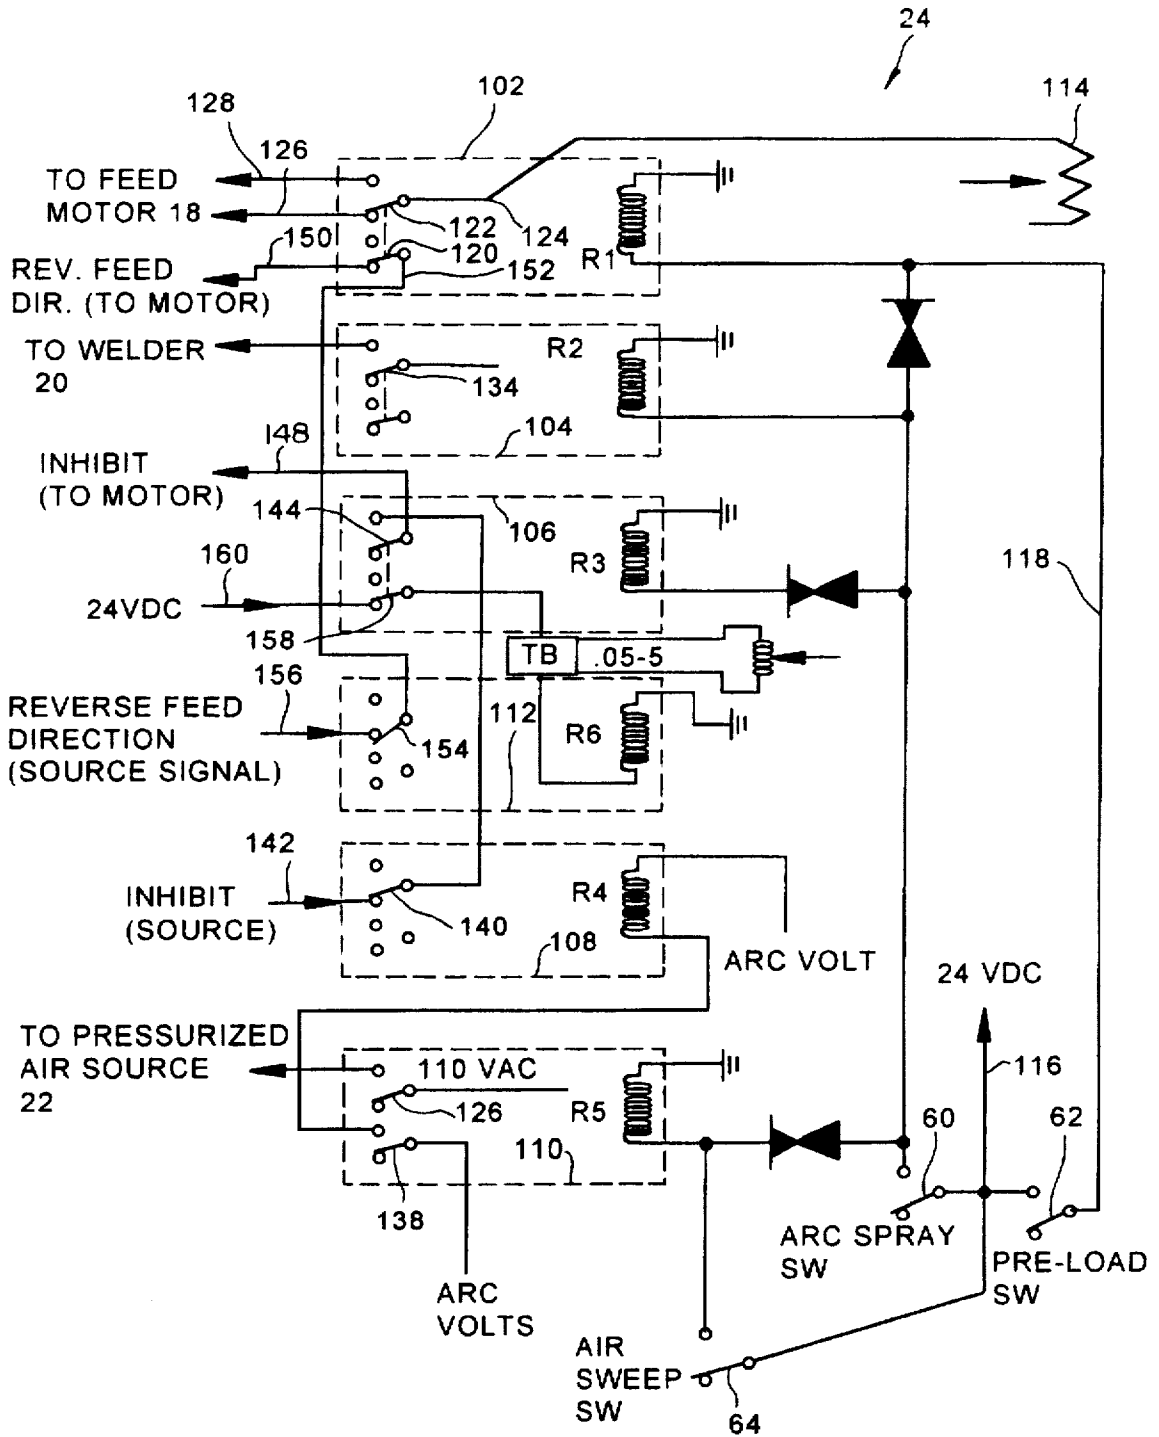 24
102
114
128
126
TO FEED
MOTOR 18
122
124
150
120
152
R1
REV. FEED
DIR. (TO MOTOR)
TO WELDER
20
R2
134
104
148
INHIBIT
(TO MOTOR)
144
106
R3
118
160
24VDC
158
TB
.05-5
156
REVERSE FEED
DIRECTION
(SOURCE SIGNAL)
112
R6
154
142
INHIBIT
(SOURCE)
R4
140
108
ARC VOLT
24 VDC
TO PRESSURIZED
AIR SOURCE
22
110 VAC
126
R5
116
110
60
62
138
ARC SPRAY
SW
PRE-LOAD
SW
ARC
VOLTS
AIR
SWEEP
SW
64